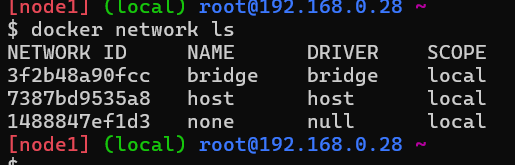 [node1] (local) root@192.168.0.28 ~
$ docker network ls
NETWORK ID     NAME      DRIVER    SCOPE
3f2b48a90fcc   bridge    bridge    local
7387bd9535a8   host      host      local
1488847ef1d3   none      null      local
[node1] (local) root@192.168.0.28 ~
$